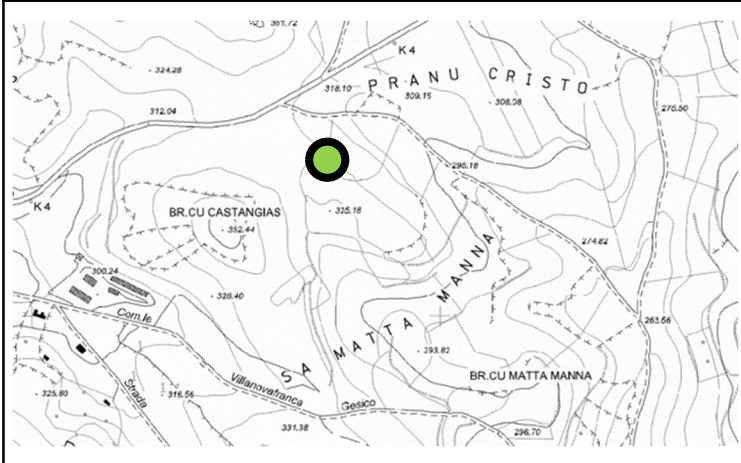 324.28
K4
318.10
PRANU CRISTO
309.15
308.08
275.50
312.04
295.18
K4
BR.CU CASTANGIAS
325.18
352.44
274.82
300.24
328.40
263.56
Com.le
SA MATTA MANNA
293.82
BR.CU MATTA MANNA
Villanovafranca
325.80
Strada
316.56
Gesico
331.38
296.70